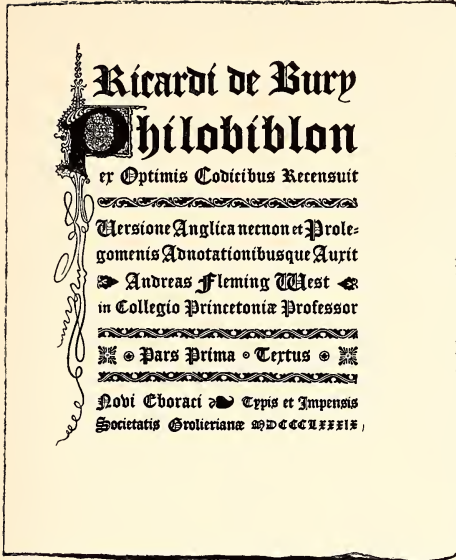 Ricardi de Bury
Philobiblon
ex Optimis Codicibus Recensuit
Versione Anglica necnon et Prole-
gomenis Adnotationibusque Auxit
Andreas Fleming West
in Collegio Princetoniæ Professor
Pars Prima • Textus
Novi Eboraci Typis et Impensis
Societatis Grolierianæ MDCCCLXXXIX